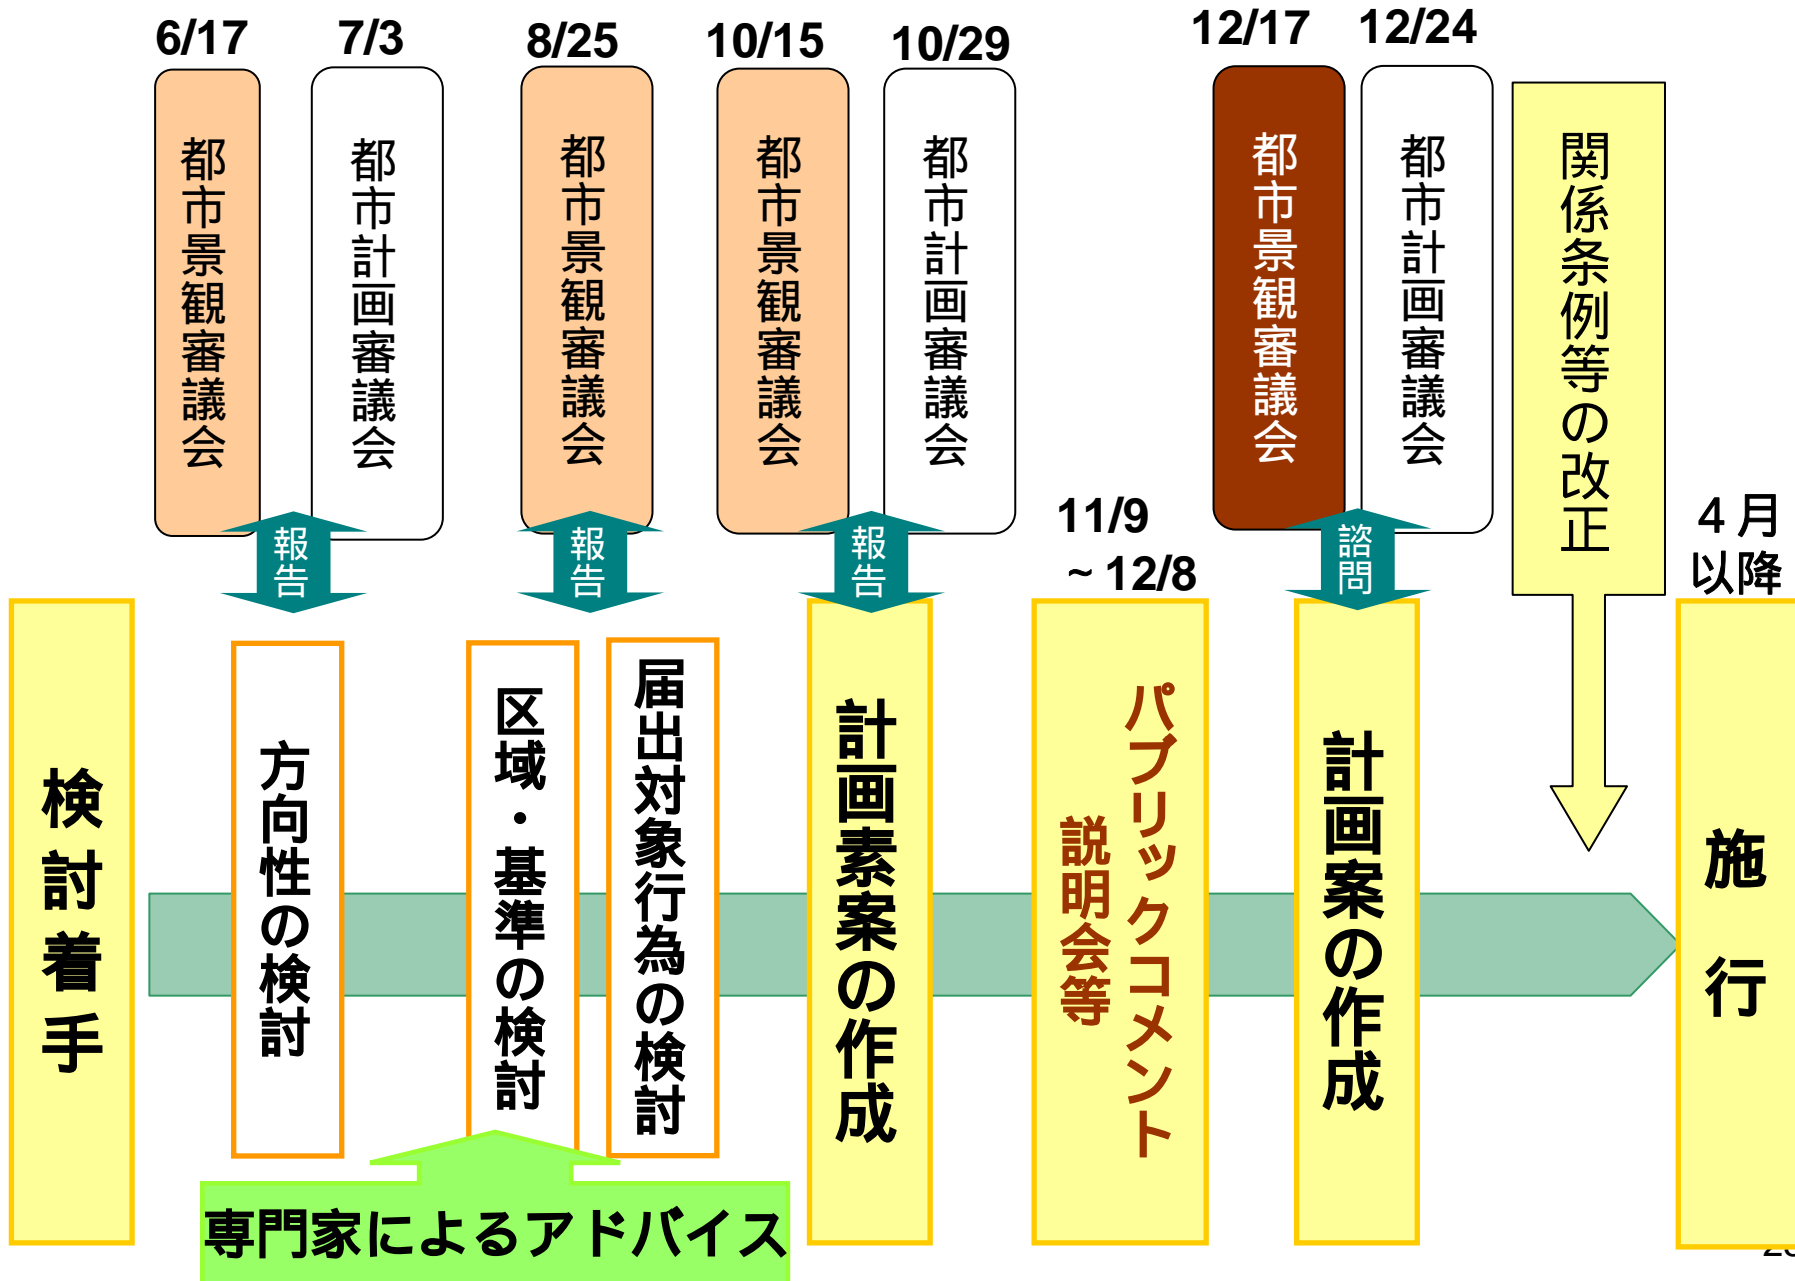 6/17
7/3
8/25
10/15
10/29
12/17
12/24
都市景観審議会
都市計画審議会
都市景観審議会
都市景観審議会
都市計画審議会
都市景観審議会
都市計画審議会
関係条例等の改正
報告
報告
報告
諮問
11/9
~ 12/8
４月
以降
検討着手
方向性の検討
区域・基準の検討
届出対象行為の検討
計画素案の作成
パブリックコメント
説明会等
計画案の作成
施行
専門家によるアドバイス